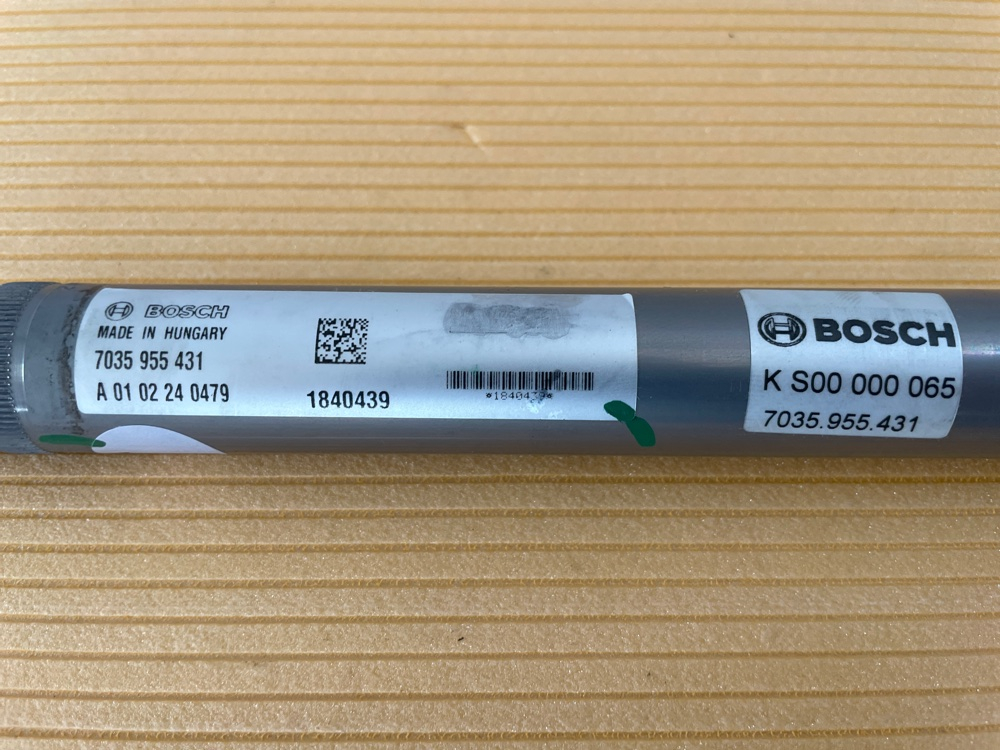 BOSCH
MADE IN HUNGARY
7035 955 431
A 01 02 24 0479
1840439
*1840439*
BOSCH
K S00 000 065
7035.955.431